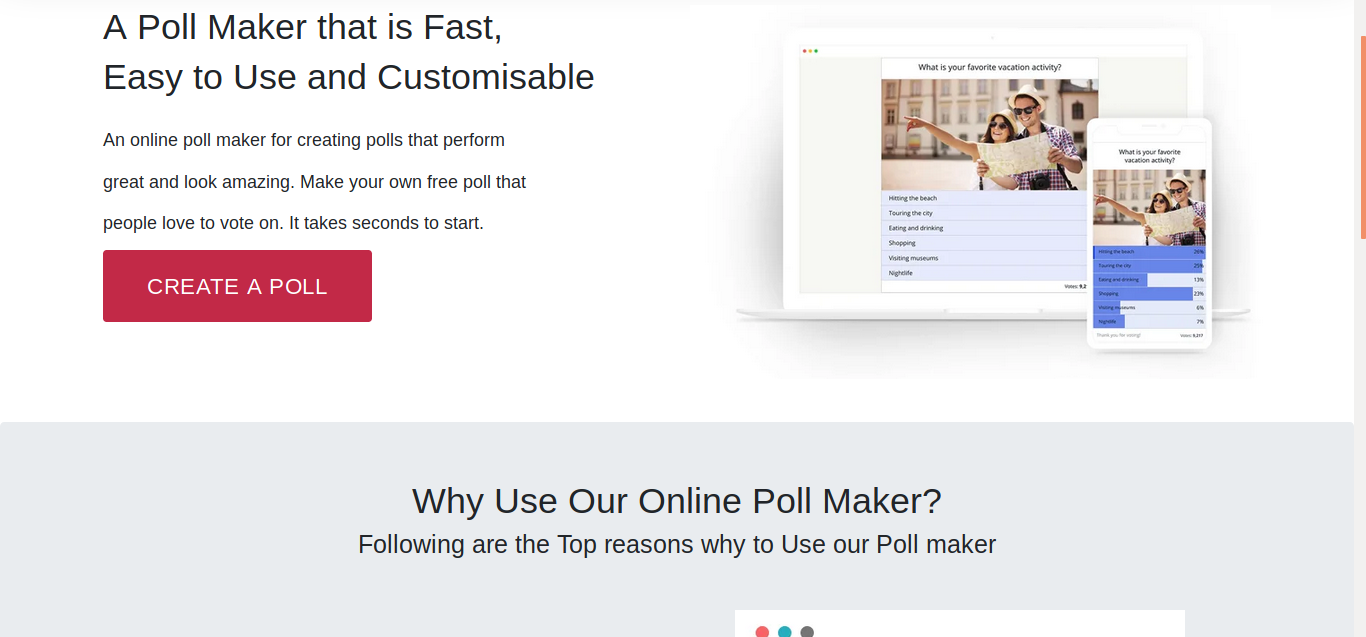 A Poll Maker that is Fast,
Easy to Use and Customisable
An online poll maker for creating polls that perform
great and look amazing. Make your own free poll that
people love to vote on. It takes seconds to start.
CREATE A POLL
What is your favorite vacation activity?
Hitting the beach
Touring the city
Eating and drinking
Shopping
Visiting museums
Nightlife
Votes: 9,2
What is your favorite
vacation activity?
Hitting the beach 26%
Touring the city 25%
Eating and drinking 13%
Shopping 23%
Visiting museums 6%
Nightlife 7%
Thank you for voting! Votes: 9,217
Why Use Our Online Poll Maker?
Following are the Top reasons why to Use our Poll maker